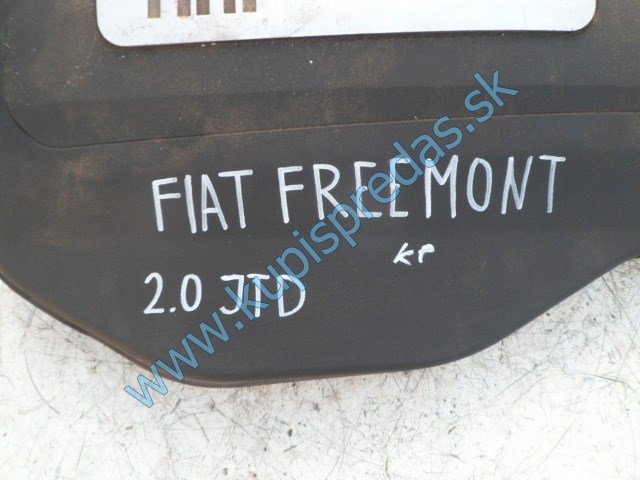 FIAT FREEMONT
KP
2.0 JTD
www.kupispredas.sk